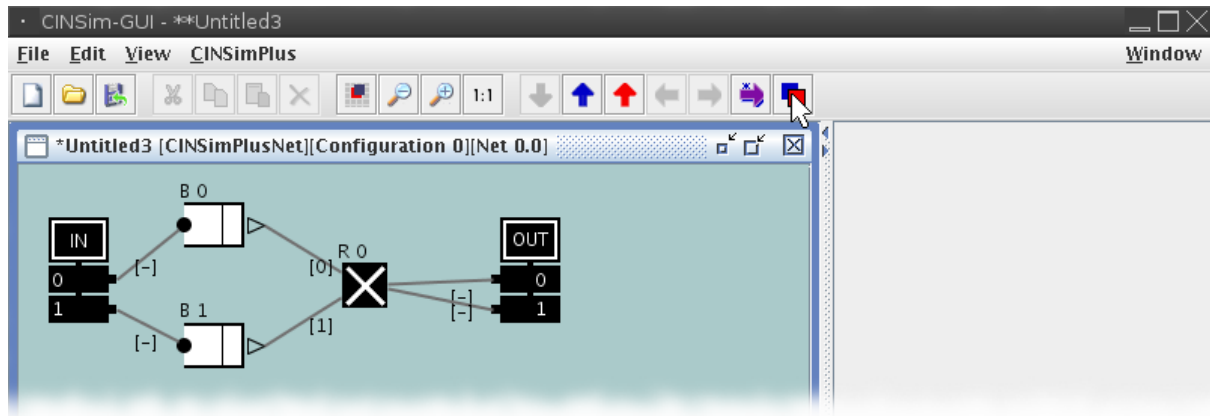 CINSim-GUI - **Untitled3
File Edit View CINSimPlus Window
1:1
*Untitled3 [CINSimPlusNet][Configuration 0][Net 0.0]
B 0
IN
OUT
R 0
[-]
[0]
0
0
[-]
1
1
B 1
[-]
[1]
[-]